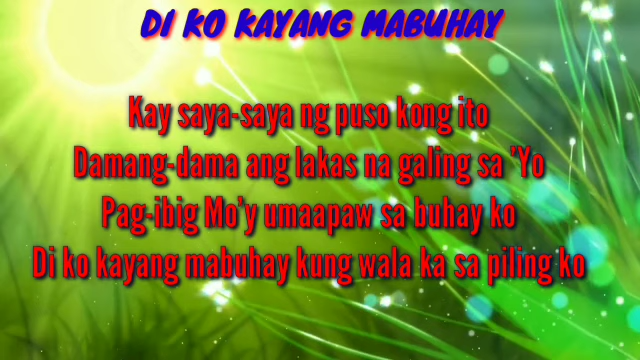 DI KO KAYANG MABUHAY
Kay saya-saya ng puso kong ito
Damang-dama ang lakas na galing sa 'Yo
Pag-ibig Mo'y umaapaw sa buhay ko
Di ko kayang mabuhay kung wala ka sa piling ko